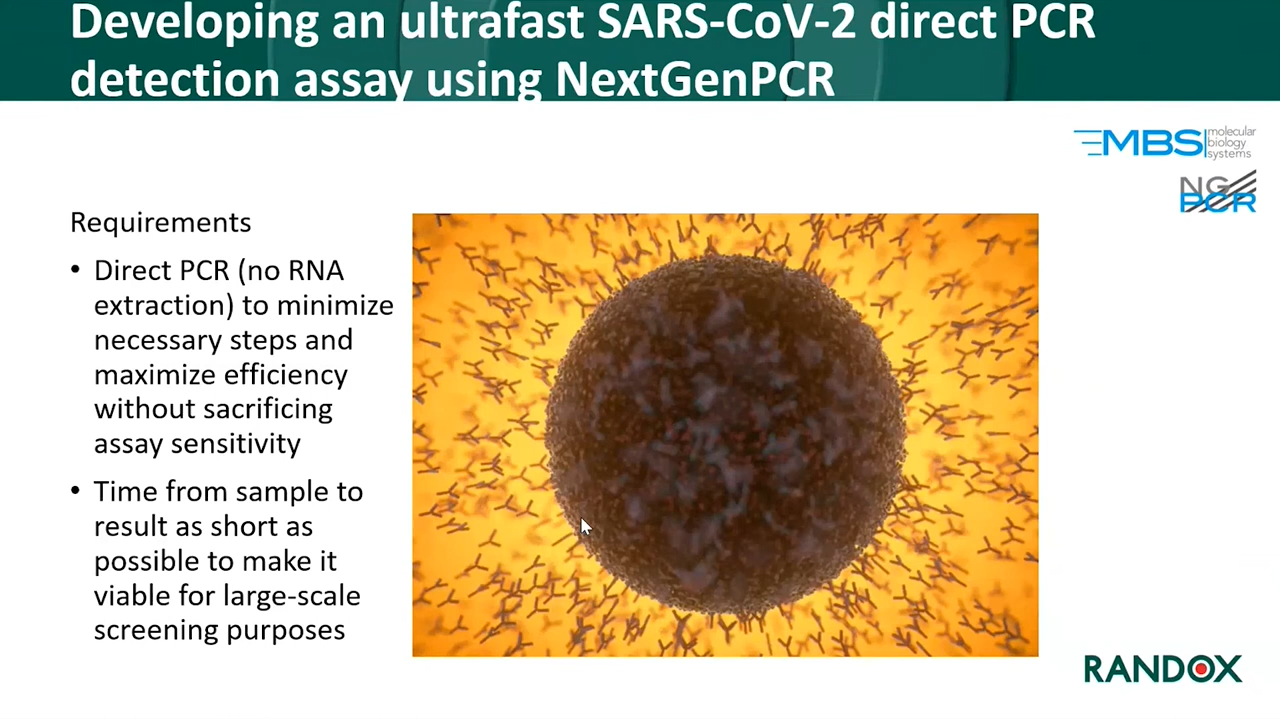 Developing an ultrafast SARS-CoV-2 direct PCR
detection assay using NextGenPCR
MBS molecular
biology
systems
NG
PCR
Requirements
• Direct PCR (no RNA
extraction) to minimize
necessary steps and
maximize efficiency
without sacrificing
assay sensitivity
• Time from sample to
result as short as
possible to make it
viable for large-scale
screening purposes
RANDOX